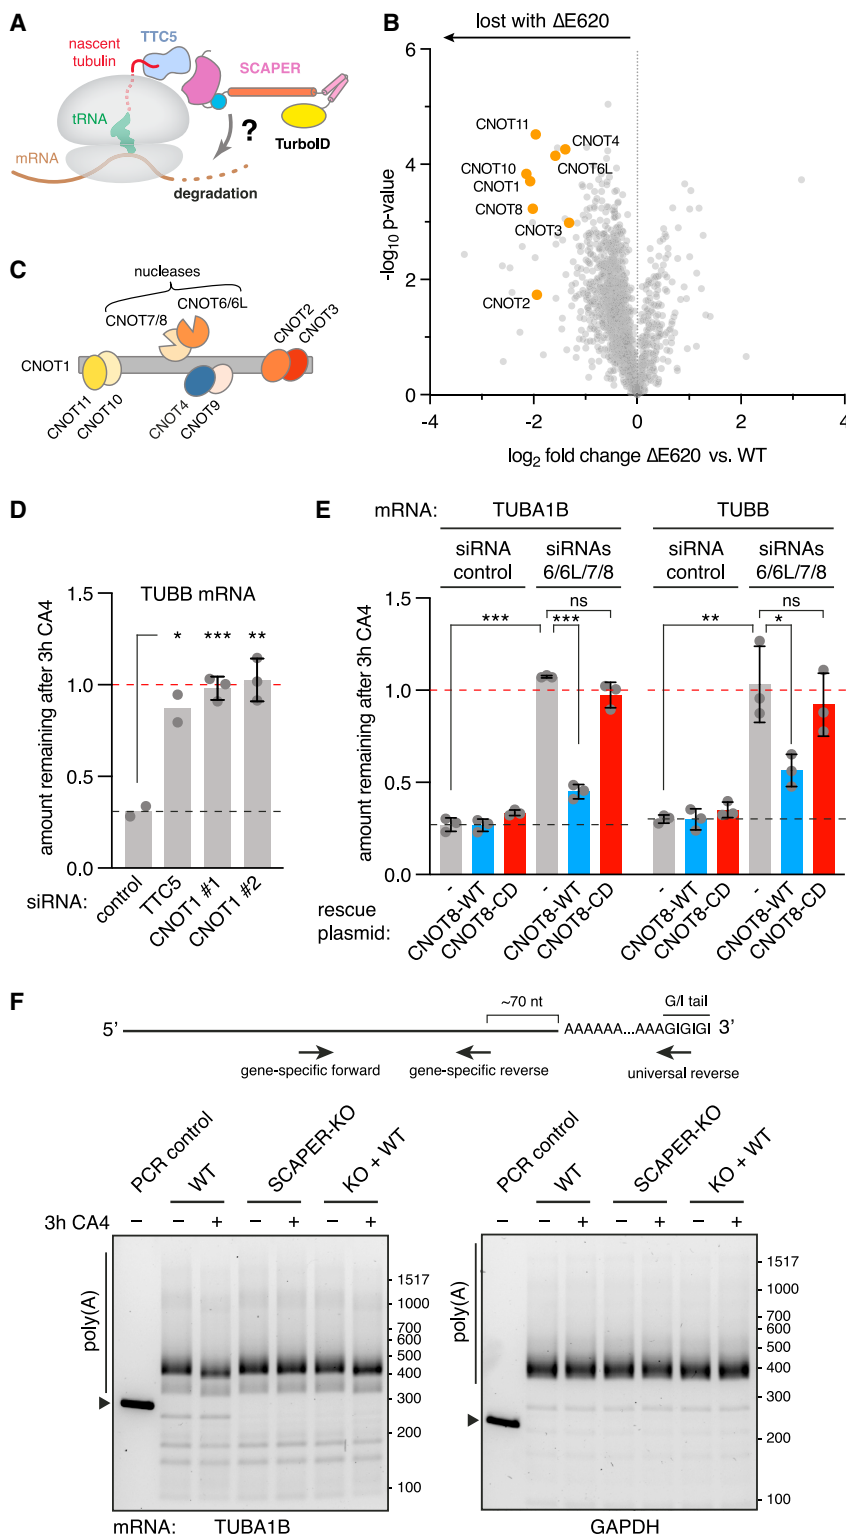 A
nascent
tubulin
TTC5
SCAPER
tRNA
mRNA
?
TurboID
degradation
B
lost with ΔE620
6
4
2
0
-log10 p-value
CNOT11
CNOT4
CNOT10
CNOT6L
CNOT1
CNOT8
CNOT3
CNOT2
-4 -2 0 2 4
log2 fold change ΔE620 vs. WT
C
nucleases
CNOT6/6L
CNOT7/8
CNOT2
CNOT3
CNOT1
CNOT11
CNOT10
CNOT4
CNOT9
D
TUBB mRNA
amount remaining after 3h CA4
1.5
1.0
0.5
0.0
* *** **
siRNA: control TTC5 CNOT1 #1 CNOT1 #2
E
mRNA: TUBA1B TUBB
siRNA control siRNAs 6/6L/7/8 siRNA control siRNAs 6/6L/7/8
amount remaining after 3h CA4
1.5
1.0
0.5
0.0
*** ns *** ** ns *
rescue plasmid:
- CNOT8-WT CNOT8-CD - CNOT8-WT CNOT8-CD - CNOT8-WT CNOT8-CD - CNOT8-WT CNOT8-CD
F
~70 nt
G/I tail
5’ AAAAAA...AAAGIGIGI 3’
gene-specific forward gene-specific reverse universal reverse
PCR control WT SCAPER-KO KO + WT
3h CA4 – – + – + – +
poly(A)
1517
1000
700
600
500
400
300
200
100
PCR control WT SCAPER-KO KO + WT
– – + – + – +
poly(A)
1517
1000
700
600
500
400
300
200
100
mRNA: TUBA1B GAPDH